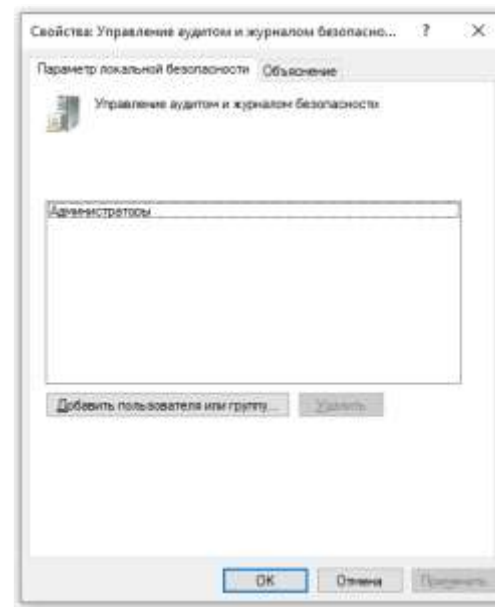 Свойства: Управление аудитом и журналом безопасно... ? ×
Параметр локальной безопасности Объяснение
Управление аудитом и журналом безопасности
Администраторы
Добавить пользователя или группу... Удалить
ОК Отмена Применить